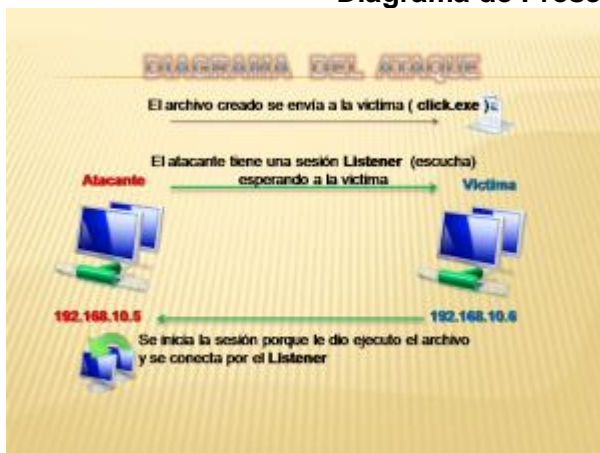 Diagrama de
DIAGRAMA DEL ATAQUE
El archivo creado se envía a la victima ( click.exe )
El atacante tiene una sesión Listener (escucha)
esperando a la victima
Atacante
Victima
192.168.10.5
192.168.10.6
Se inicia la sesión porque le dio ejecuto el archivo
y se conecta por el Listener